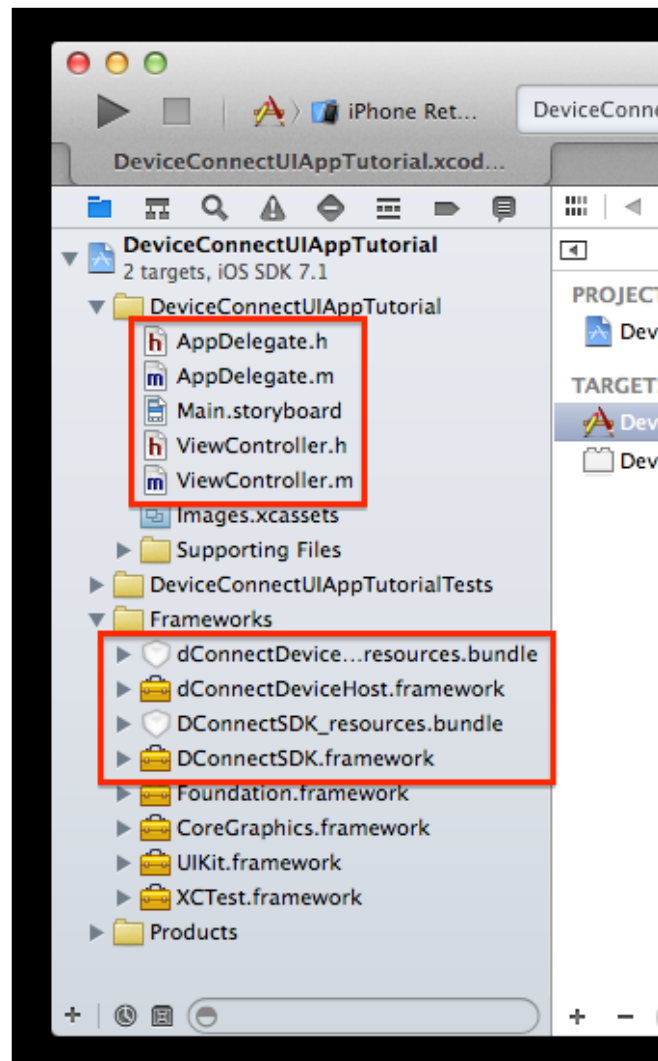 iPhone Ret...
DeviceConne
DeviceConnectUIAppTutorial.xcod...
DeviceConnectUIAppTutorial
2 targets, iOS SDK 7.1
DeviceConnectUIAppTutorial
AppDelegate.h
AppDelegate.m
Main.storyboard
ViewController.h
ViewController.m
Images.xcassets
Supporting Files
DeviceConnectUIAppTutorialTests
Frameworks
dConnectDevice...resources.bundle
dConnectDeviceHost.framework
DConnectSDK_resources.bundle
DConnectSDK.framework
Foundation.framework
CoreGraphics.framework
UIKit.framework
XCTest.framework
Products
PROJECT
Dev
TARGET
Dev
Dev